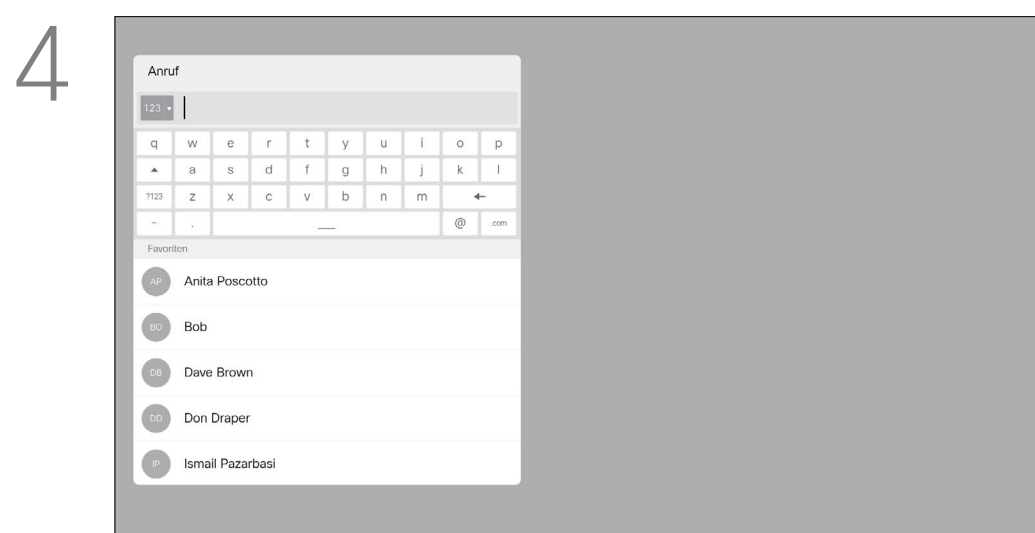 4
Anruf
123
q w e r t y u i o p
a s d f g h j k l
?123 z x c v b n m
- . @ .com
Favoriten
AP Anita Poscotto
BO Bob
DB Dave Brown
DD Don Draper
IP Ismail Pazarbasi